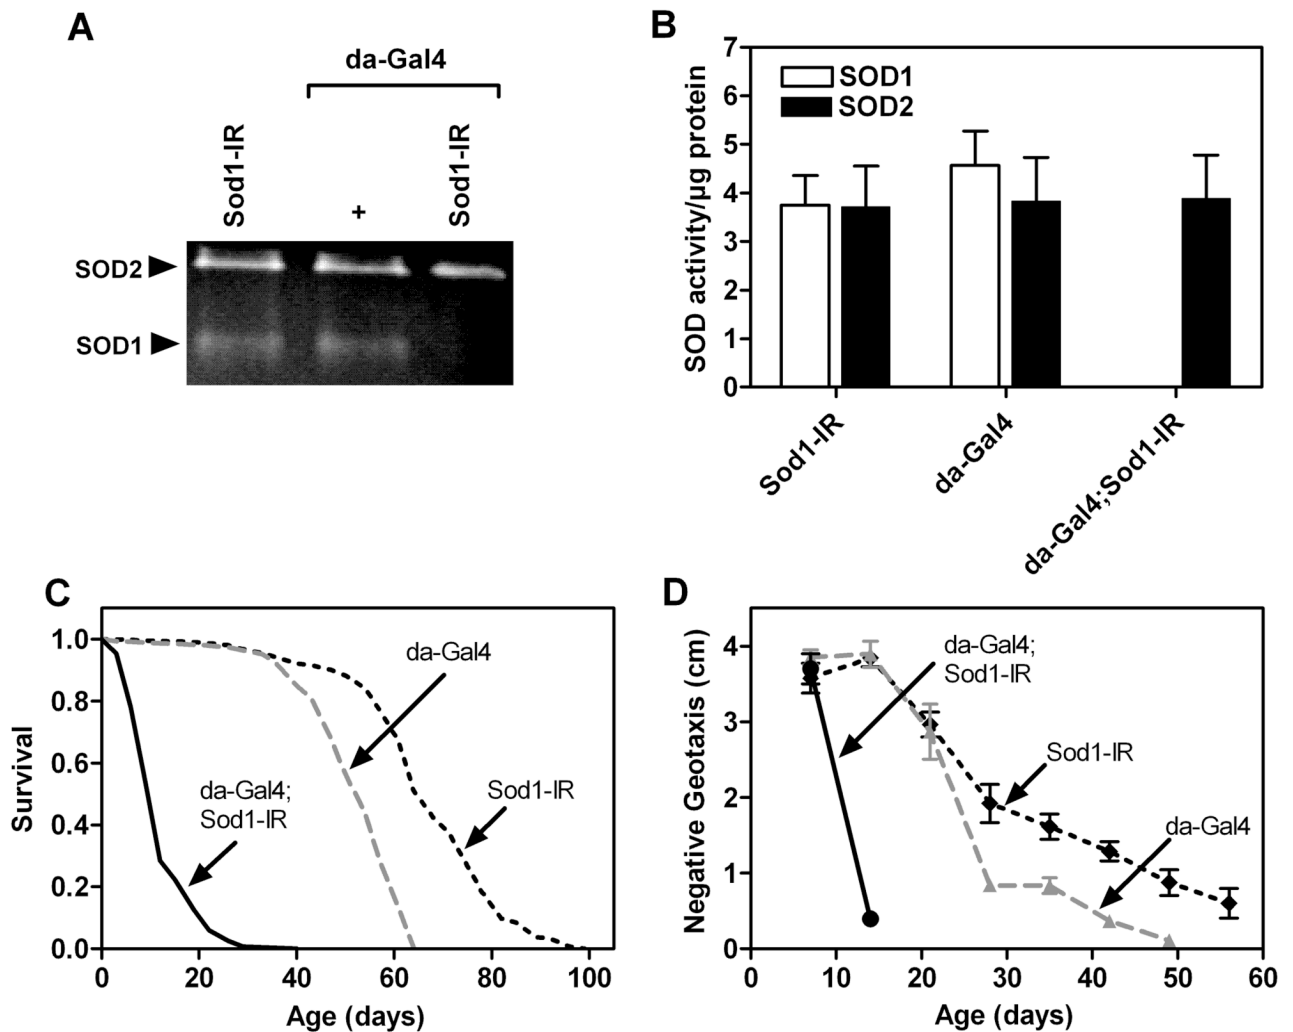 A
da-Gal4
Sod1-IR
+
Sod1-IR
SOD2
SOD1
B
SOD activity/µg protein
7
6
5
4
3
2
1
0
SOD1
SOD2
Sod1-IR
da-Gal4
da-Gal4;Sod1-IR
C
Survival
1.0
0.8
0.6
0.4
0.2
0.0
da-Gal4
Sod1-IR
da-Gal4;
Sod1-IR
0 20 40 60 80 100
Age (days)
D
Negative Geotaxis (cm)
4
3
2
1
0
da-Gal4;
Sod1-IR
Sod1-IR
da-Gal4
0 10 20 30 40 50 60
Age (days)